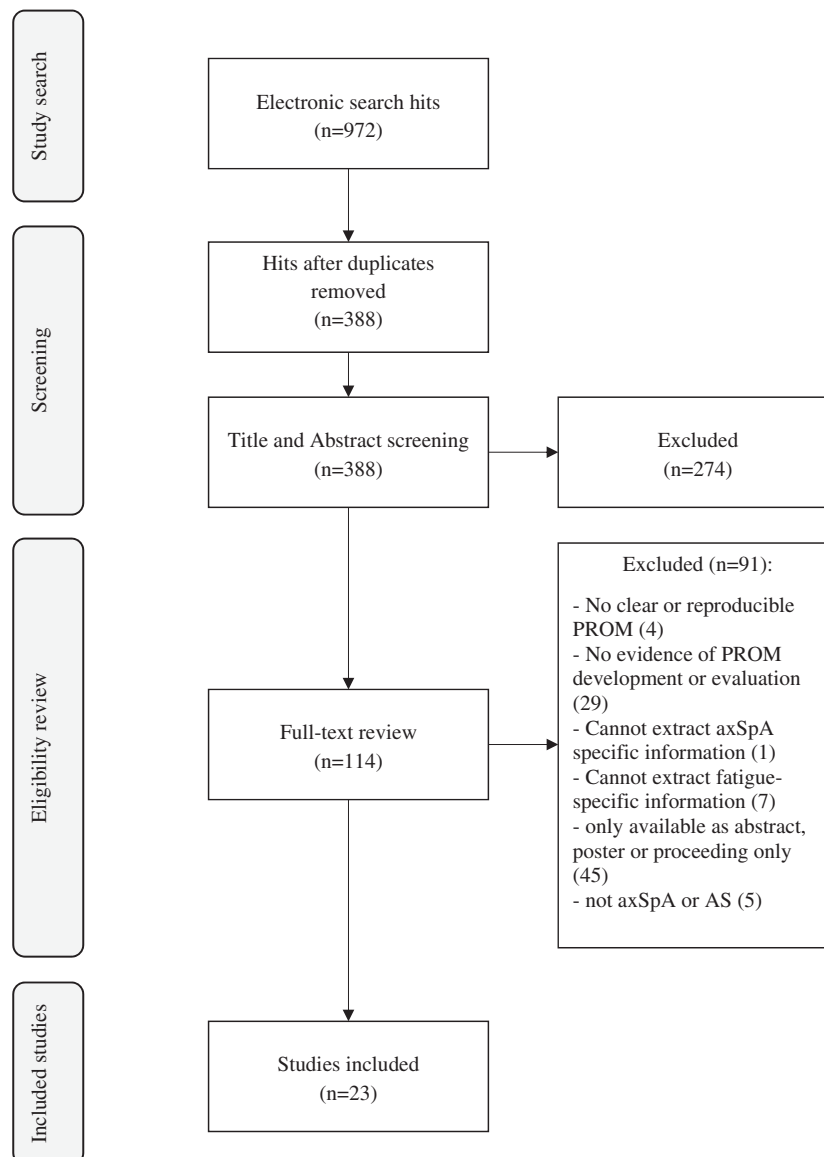 Study search
Electronic search hits
(n=972)
Screening
Hits after duplicates
removed
(n=388)
Title and Abstract screening
(n=388)
Excluded
(n=274)
Eligibility review
Full-text review
(n=114)
Excluded (n=91):
- No clear or reproducible
PROM (4)
- No evidence of PROM
development or evaluation
(29)
- Cannot extract axSpA
specific information (1)
- Cannot extract fatigue-
specific information (7)
- only available as abstract,
poster or proceeding only
(45)
- not axSpA or AS (5)
Included studies
Studies included
(n=23)